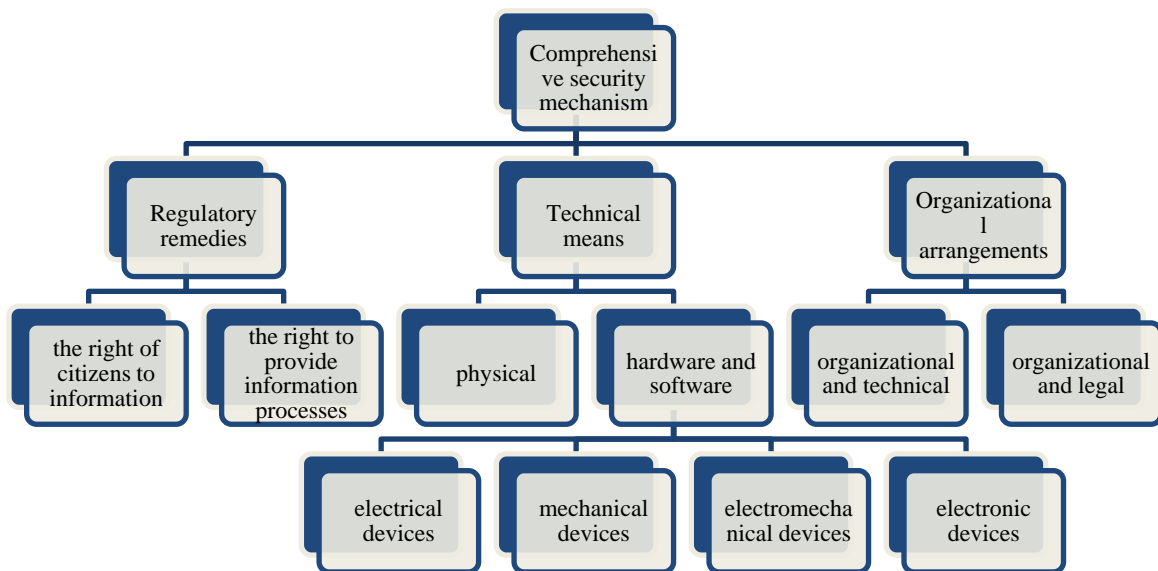 Comprehensi
ve security
mechanism
Regulatory
remedies
Technical
means
Organizationa
l
arrangements
the right of
citizens to
information
the right to
provide
information
processes
physical
hardware and
software
organizational
and technical
organizational
and legal
electrical
devices
mechanical
devices
electromecha
nical devices
electronic
devices